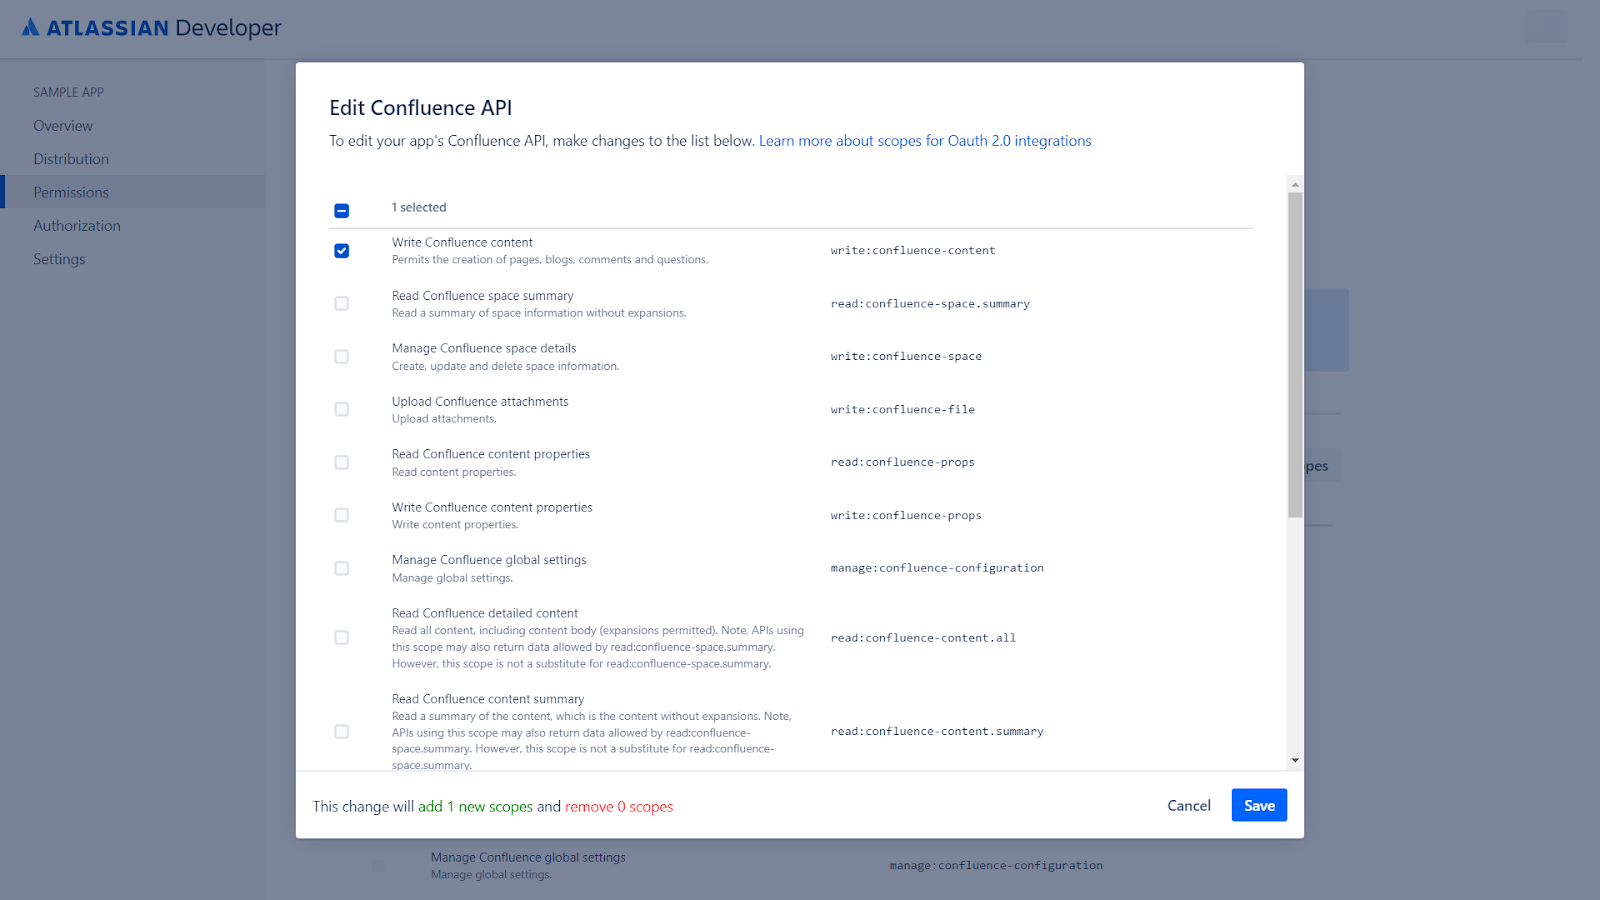 ATLASSIAN Developer
SAMPLE APP
Overview
Distribution
Permissions
Authorization
Settings
Edit Confluence API
To edit your app's Confluence API, make changes to the list below. Learn more about scopes for Oauth 2.0 integrations
1 selected
Write Confluence content
Permits the creation of pages, blogs, comments and questions.
write:confluence-content
Read Confluence space summary
Read a summary of space information without expansions.
read:confluence-space.summary
Manage Confluence space details
Create, update and delete space information.
write:confluence-space
Upload Confluence attachments
Upload attachments.
write:confluence-file
Read Confluence content properties
Read content properties.
read:confluence-props
Write Confluence content properties
Write content properties.
write:confluence-props
Manage Confluence global settings
Manage global settings.
manage:confluence-configuration
Read Confluence detailed content
Read all content, including content body (expansions permitted). Note, APIs using
this scope may also return data allowed by read:confluence-space.summary.
However, this scope is not a substitute for read:confluence-space.summary.
read:confluence-content.all
Read Confluence content summary
Read a summary of the content, which is the content without expansions. Note,
APIs using this scope may also return data allowed by read:confluence-
space.summary. However, this scope is not a substitute for read:confluence-
space.summary.
read:confluence-content.summary
This change will add 1 new scopes and remove 0 scopes
Cancel
Save
Manage Confluence global settings
Manage global settings.
manage:confluence-configuration